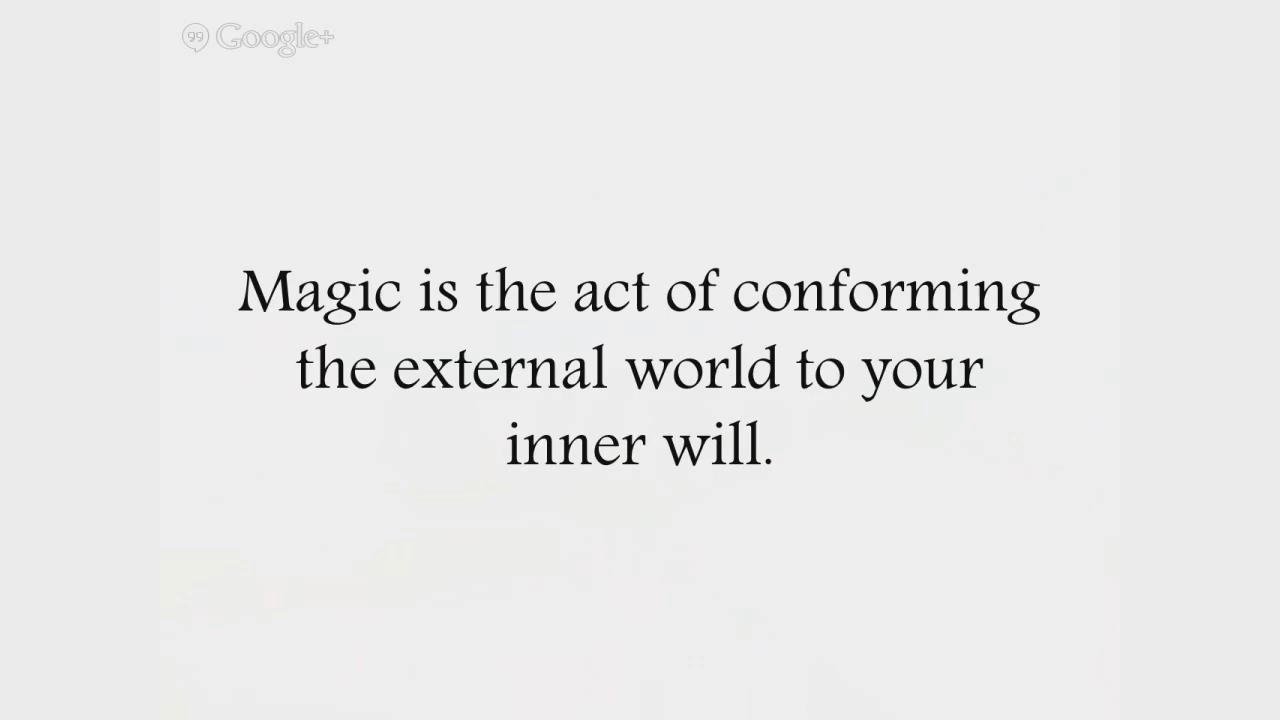 99 Google+
Magic is the act of conforming
the external world to your
inner will.